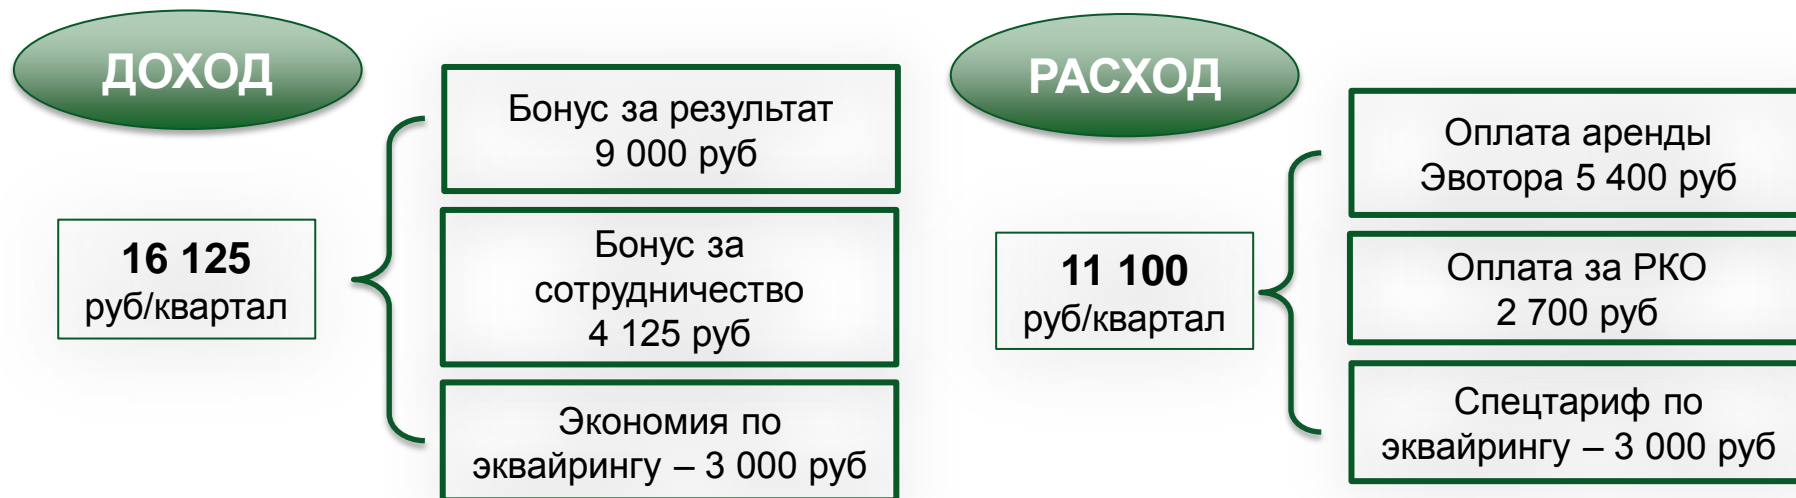 ДОХОД
16 125
руб/квартал
Бонус за результат
9 000 руб
Бонус за
сотрудничество
4 125 руб
Экономия по
эквайрингу – 3 000 руб
РАСХОД
11 100
руб/квартал
Оплата аренды
Эвотора 5 400 руб
Оплата за РКО
2 700 руб
Спецтариф по
эквайрингу – 3 000 руб